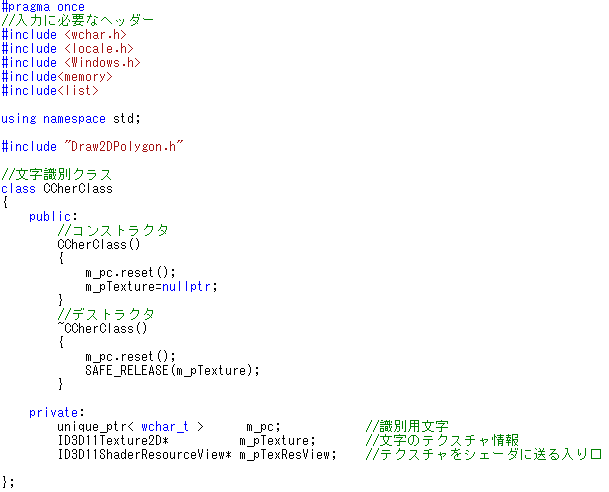 #pragma once
//入力に必要なヘッダー
#include <wchar.h>
#include <locale.h>
#include <Windows.h>
#include<memory>
#include<list>
using namespace std;
#include "Draw2DPolygon.h"
//文字識別クラス
class CCherClass
{
public:
//コンストラクタ
CCherClass()
{
m_pc.reset();
m_pTexture=nullptr;
}
//デストラクタ
~CCherClass()
{
m_pc.reset();
SAFE_RELEASE(m_pTexture);
}
private:
unique_ptr< wchar_t > m_pc; //識別用文字
ID3D11Texture2D* m_pTexture; //文字のテクスチャ情報
ID3D11ShaderResourceView* m_pTexResView; //テクスチャをシェーダに送る入り口
};